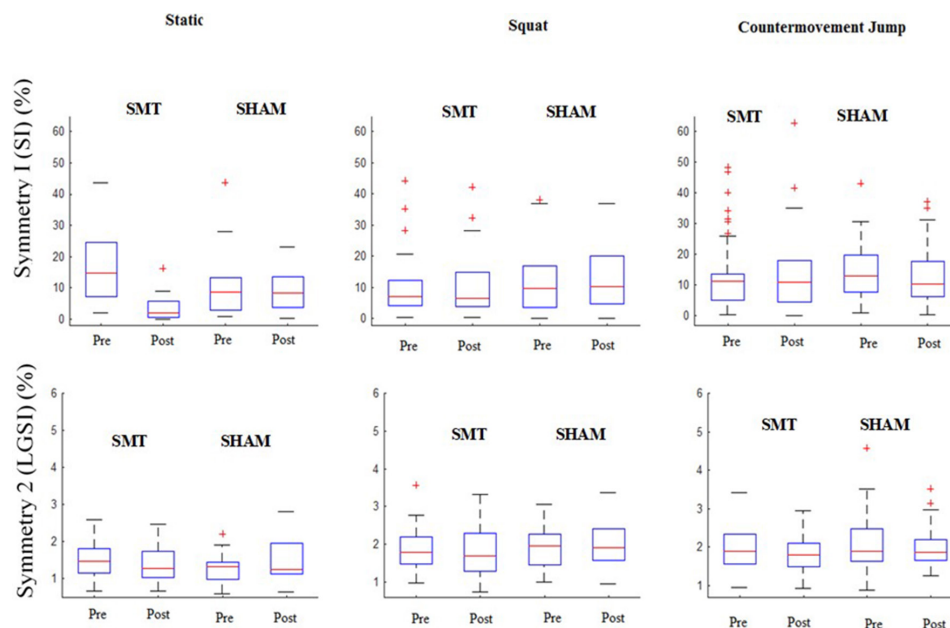 Static
Squat
Countermovement Jump
Symmetry I (SI) (%)
SMT SHAM
60
50
40
30
20
10
0
Pre Post Pre Post
SMT SHAM
60
50
40
30
20
10
0
Pre Post Pre Post
SMT SHAM
60
50
40
30
20
10
0
Pre Post Pre Post
Symmetry 2 (LGSI) (%)
6
5
SMT SHAM
4
3
2
1
Pre Post Pre Post
6
5
SMT SHAM
4
3
2
1
Pre Post Pre Post
6
5
SMT SHAM
4
3
2
1
Pre Post Pre Post